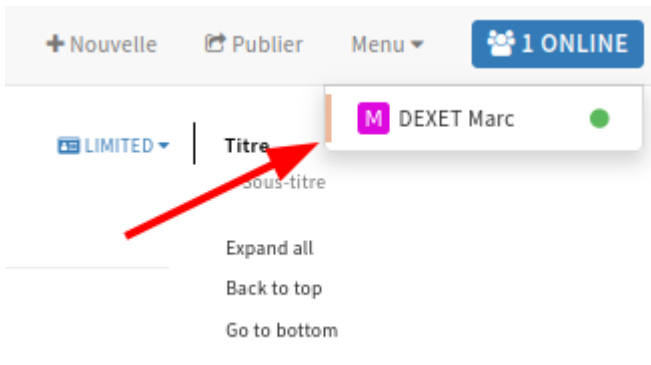 Nouvelle Publier Menu 1 ONLINE
M DEXET Marc
LIMITED Titre
Sous-titre
Expand all
Back to top
Go to bottom